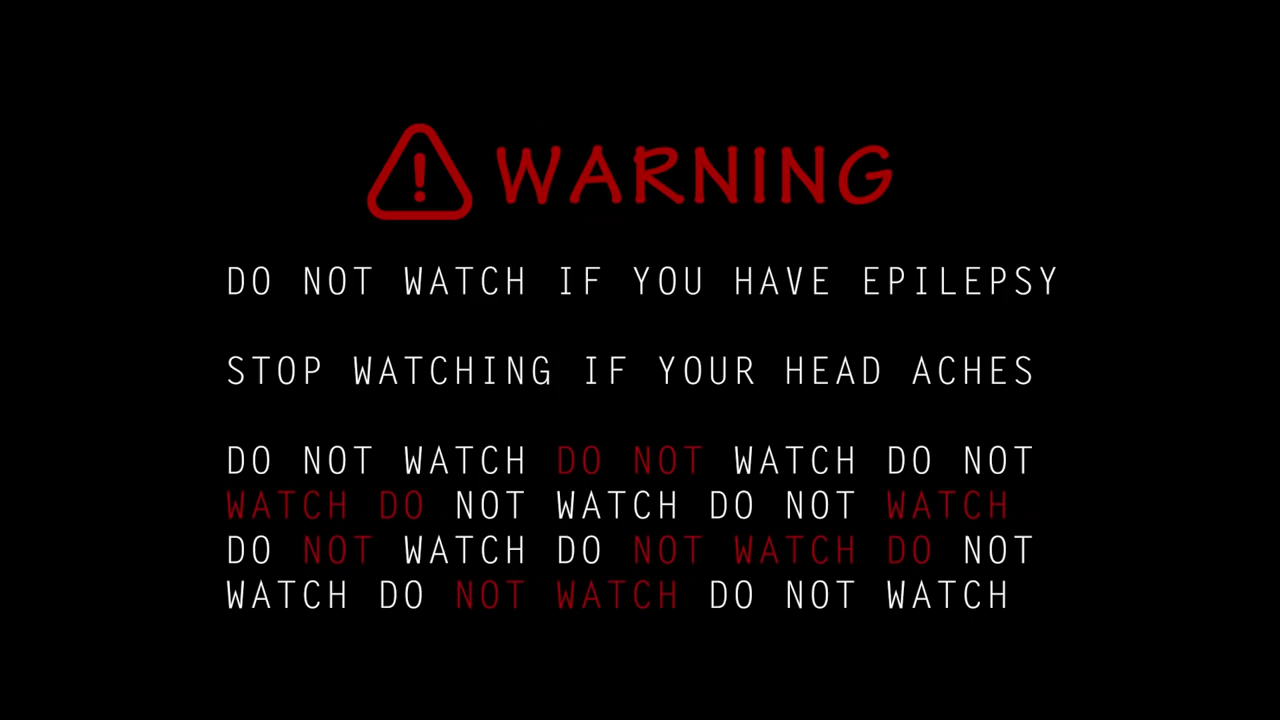 WARNING
DO NOT WATCH IF YOU HAVE EPILEPSY
STOP WATCHING IF YOUR HEAD ACHES
DO NOT WATCH DO NOT WATCH DO NOT
WATCH DO NOT WATCH DO NOT WATCH
DO NOT WATCH DO NOT WATCH DO NOT
WATCH DO NOT WATCH DO NOT WATCH